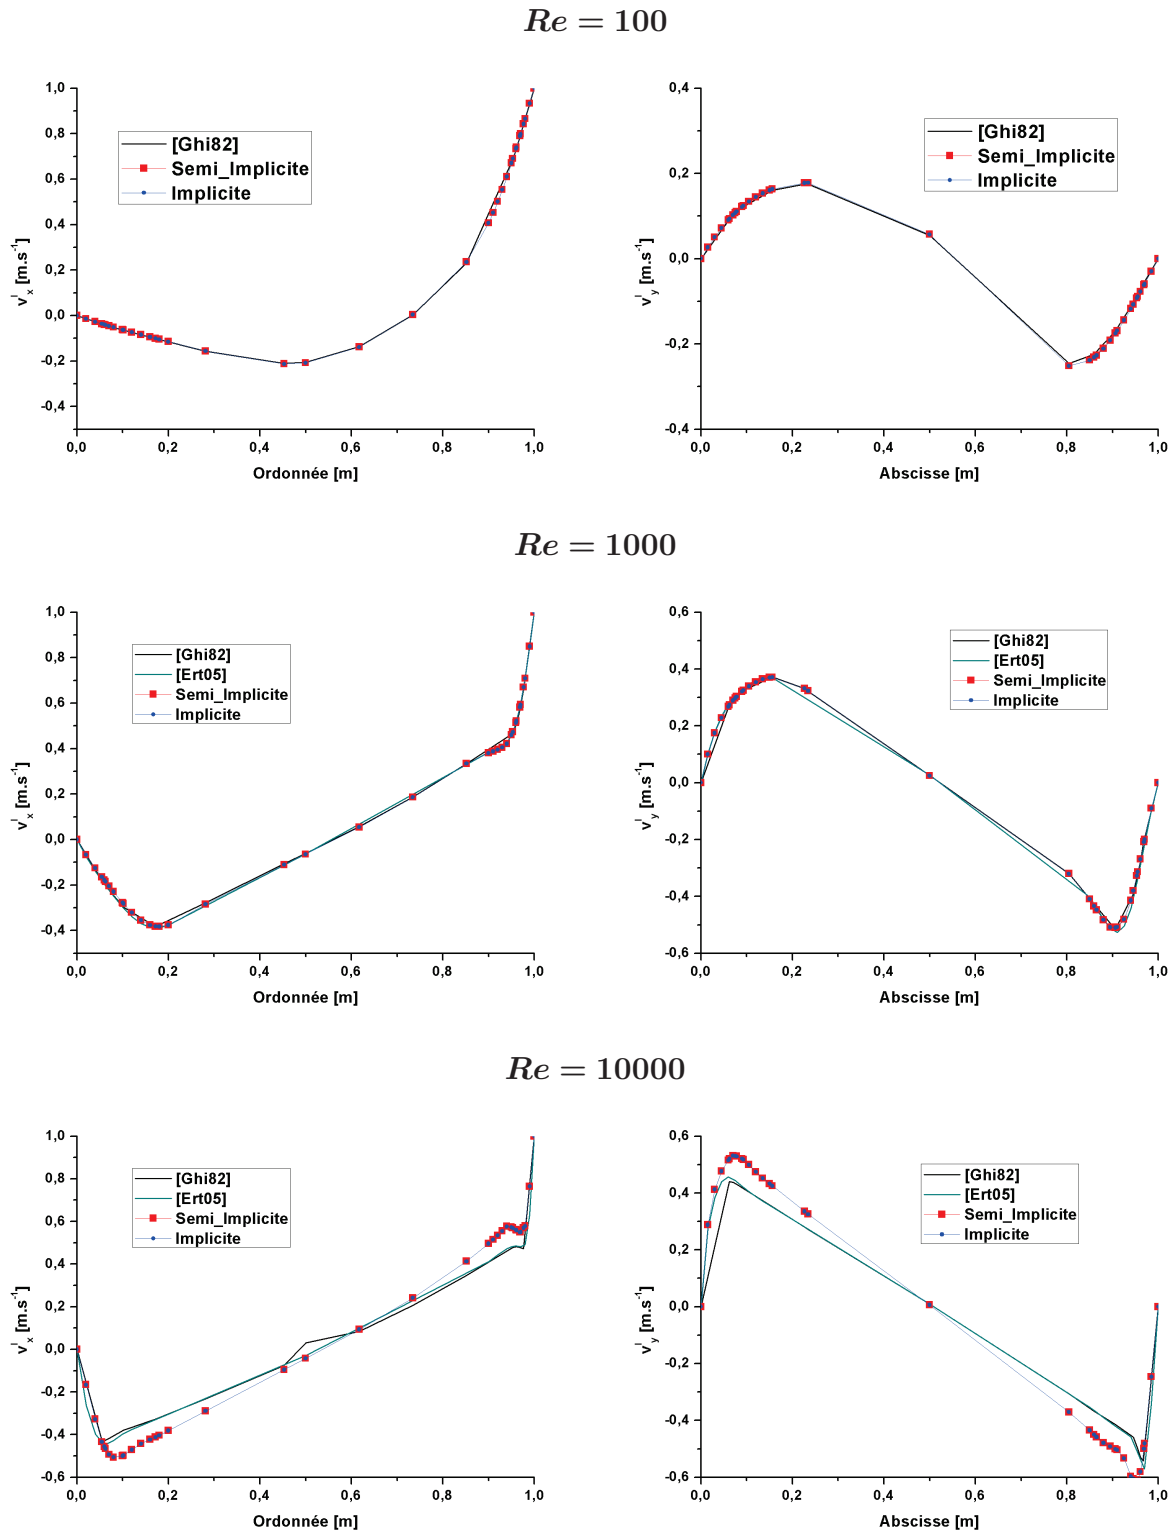 Re = 100
1,0
0,8
0,6
0,4
0,2
0,0
-0,2
-0,4
v^l_x [m.s^-1]
[Ghi82]
Semi_Implicite
Implicite
0,0 0,2 0,4 0,6 0,8 1,0
Ordonnée [m]
0,4
0,2
0,0
-0,2
-0,4
v^l_y [m.s^-1]
[Ghi82]
Semi_Implicite
Implicite
0,0 0,2 0,4 0,6 0,8 1,0
Abscisse [m]
Re = 1000
1,0
0,8
0,6
0,4
0,2
0,0
-0,2
-0,4
v^l_x [m.s^-1]
[Ghi82]
[Ert05]
Semi_Implicite
Implicite
0,0 0,2 0,4 0,6 0,8 1,0
Ordonnée [m]
0,6
0,4
0,2
0,0
-0,2
-0,4
-0,6
v^l_y [m.s^-1]
[Ghi82]
[Ert05]
Semi_Implicite
Implicite
0,0 0,2 0,4 0,6 0,8 1,0
Abscisse [m]
Re = 10000
1,0
0,8
0,6
0,4
0,2
0,0
-0,2
-0,4
-0,6
v^l_x [m.s^-1]
[Ghi82]
[Ert05]
Semi_Implicite
Implicite
0,0 0,2 0,4 0,6 0,8 1,0
Ordonnée [m]
0,6
0,4
0,2
0,0
-0,2
-0,4
-0,6
v^l_y [m.s^-1]
[Ghi82]
[Ert05]
Semi_Implicite
Implicite
0,0 0,2 0,4 0,6 0,8 1,0
Abscisse [m]